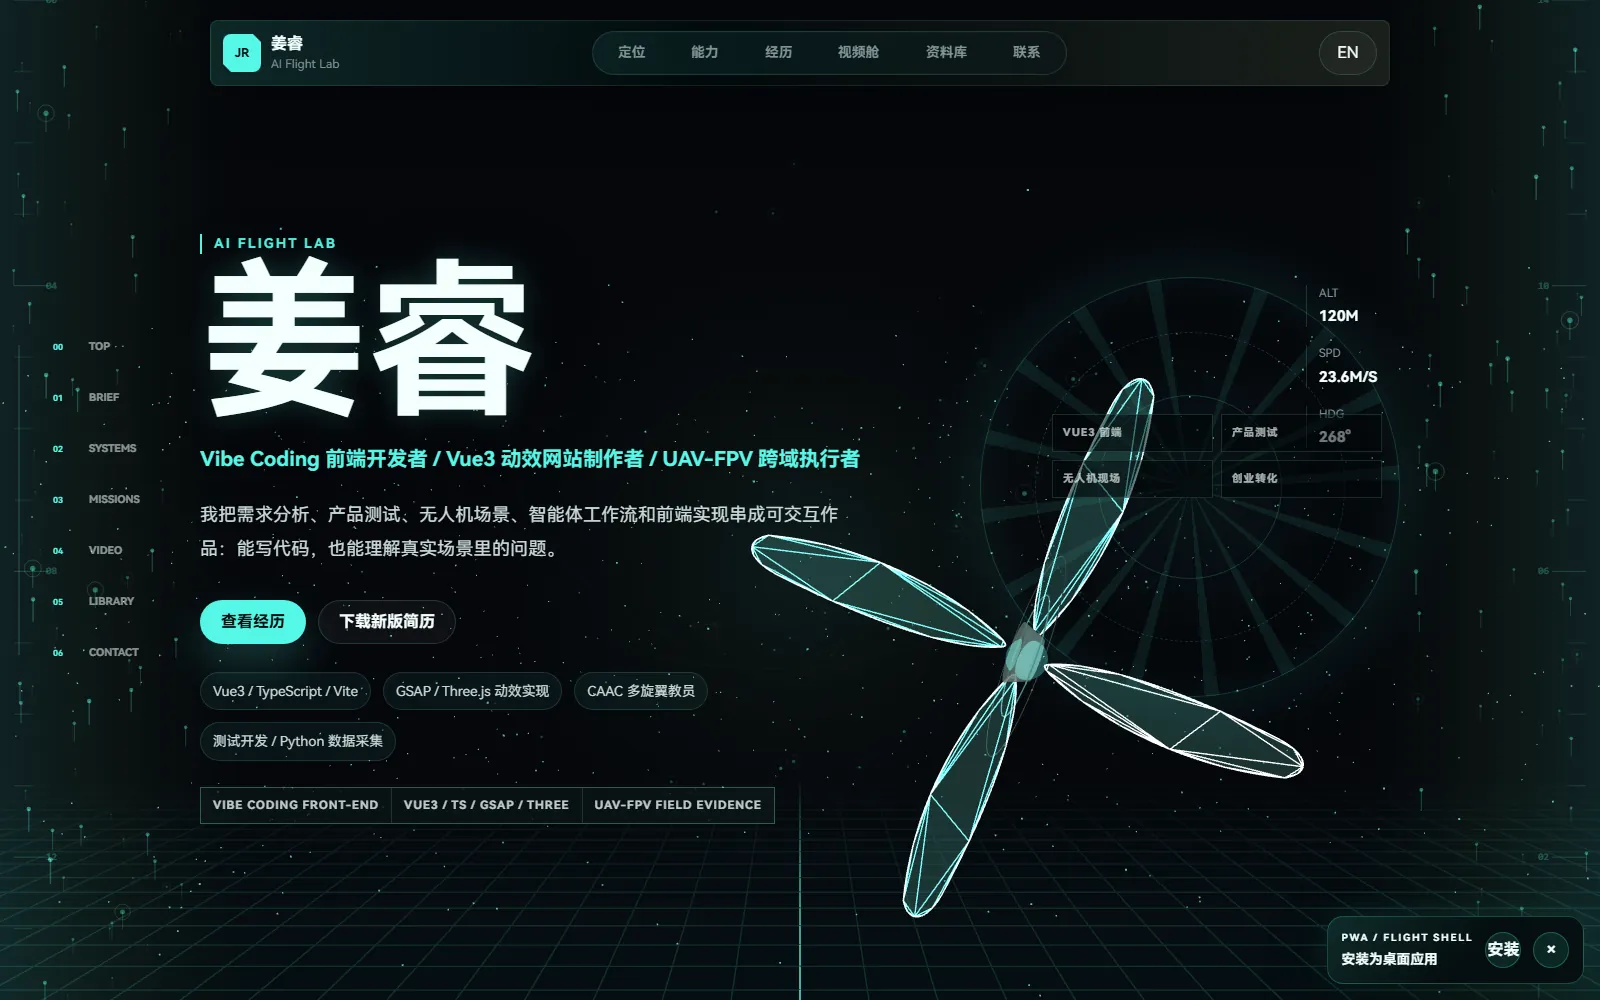 JR
姜睿
AI Flight Lab
定位
能力
经历
视频舱
资料库
联系
EN
AI FLIGHT LAB
姜睿
Vibe Coding 前端开发者 / Vue3 动效网站制作者 / UAV-FPV 跨域执行者
我把需求分析、产品测试、无人机场景、智能体工作流和前端实现串成可交互作
品：能写代码，也能理解真实场景里的问题。
查看经历
下载新版简历
Vue3 / TypeScript / Vite
GSAP / Three.js 动效实现
CAAC 多旋翼教员
测试开发 / Python 数据采集
VIBE CODING FRONT-END
VUE3 / TS / GSAP / THREE
UAV-FPV FIELD EVIDENCE
00 TOP
01 BRIEF
02 SYSTEMS
03 MISSIONS
04 VIDEO
05 LIBRARY
06 CONTACT
04
08
12
ALT
120M
SPD
23.6M/S
HDG
268°
VUE3 前端
产品测试
无人机现场
创业转化
14
10
06
02
PWA / FLIGHT SHELL
安装为桌面应用
安装
×